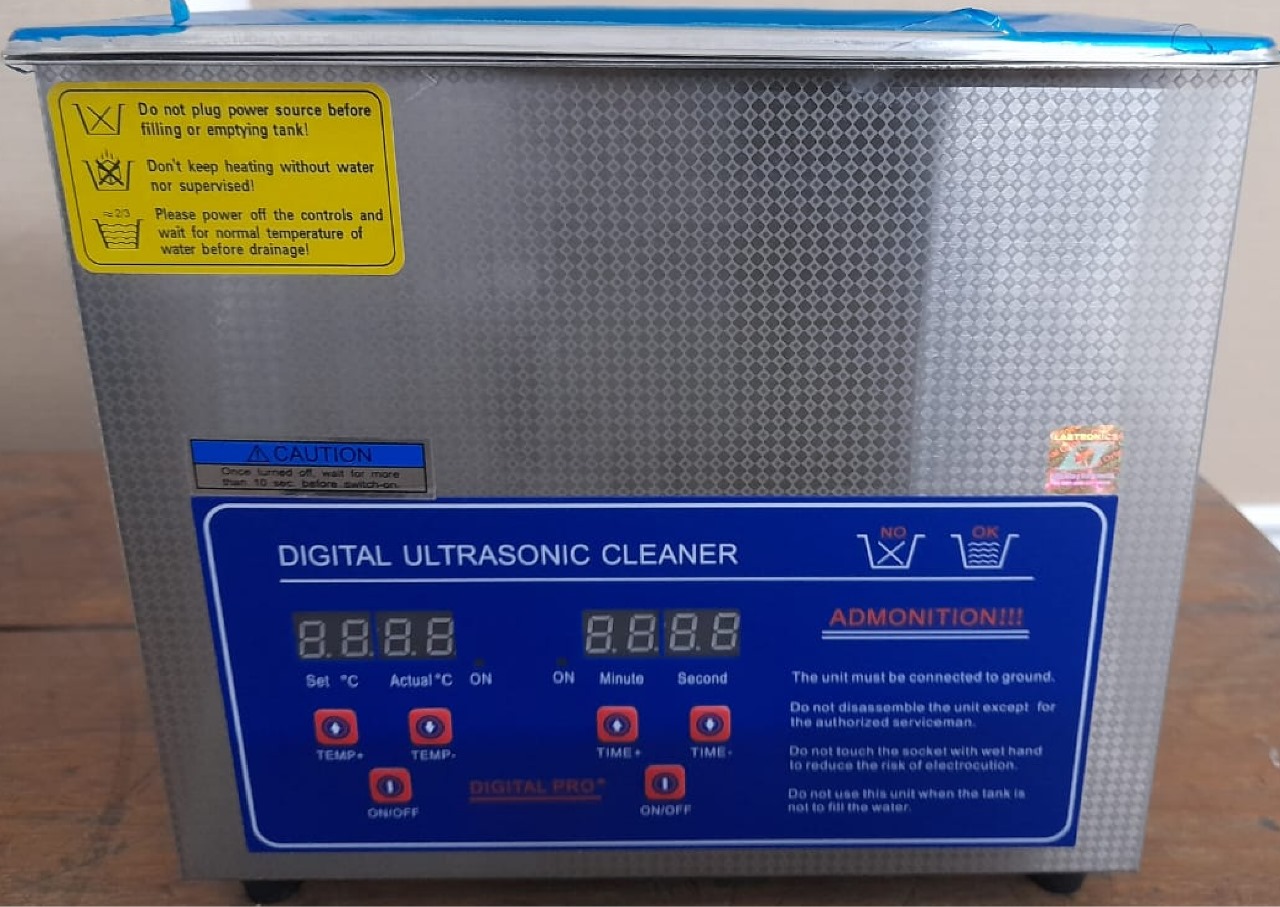 Do not plug power source before
filling or emptying tank!
Don't keep heating without water
nor supervised!
≈2/3
Please power off the controls and
wait for normal temperature of
water before drainage!
⚠ CAUTION
Once turned off, wait for more
than 10 sec. before switch-on
LABTRONICS
DIGITAL ULTRASONIC CLEANER
NO
OK
ADMONITION!!!
8.8.8.8
8.8.8.8
Set °C
Actual °C
ON
ON
Minute
Second
The unit must be connected to ground.
Do not disassemble the unit except for
the authorized serviceman.
TEMP+
TEMP-
TIME+
TIME-
Do not touch the socket with wet hand
to reduce the risk of electrocution.
DIGITAL PRO+
ON/OFF
ON/OFF
Do not use this unit when the tank is
not to fill the water.